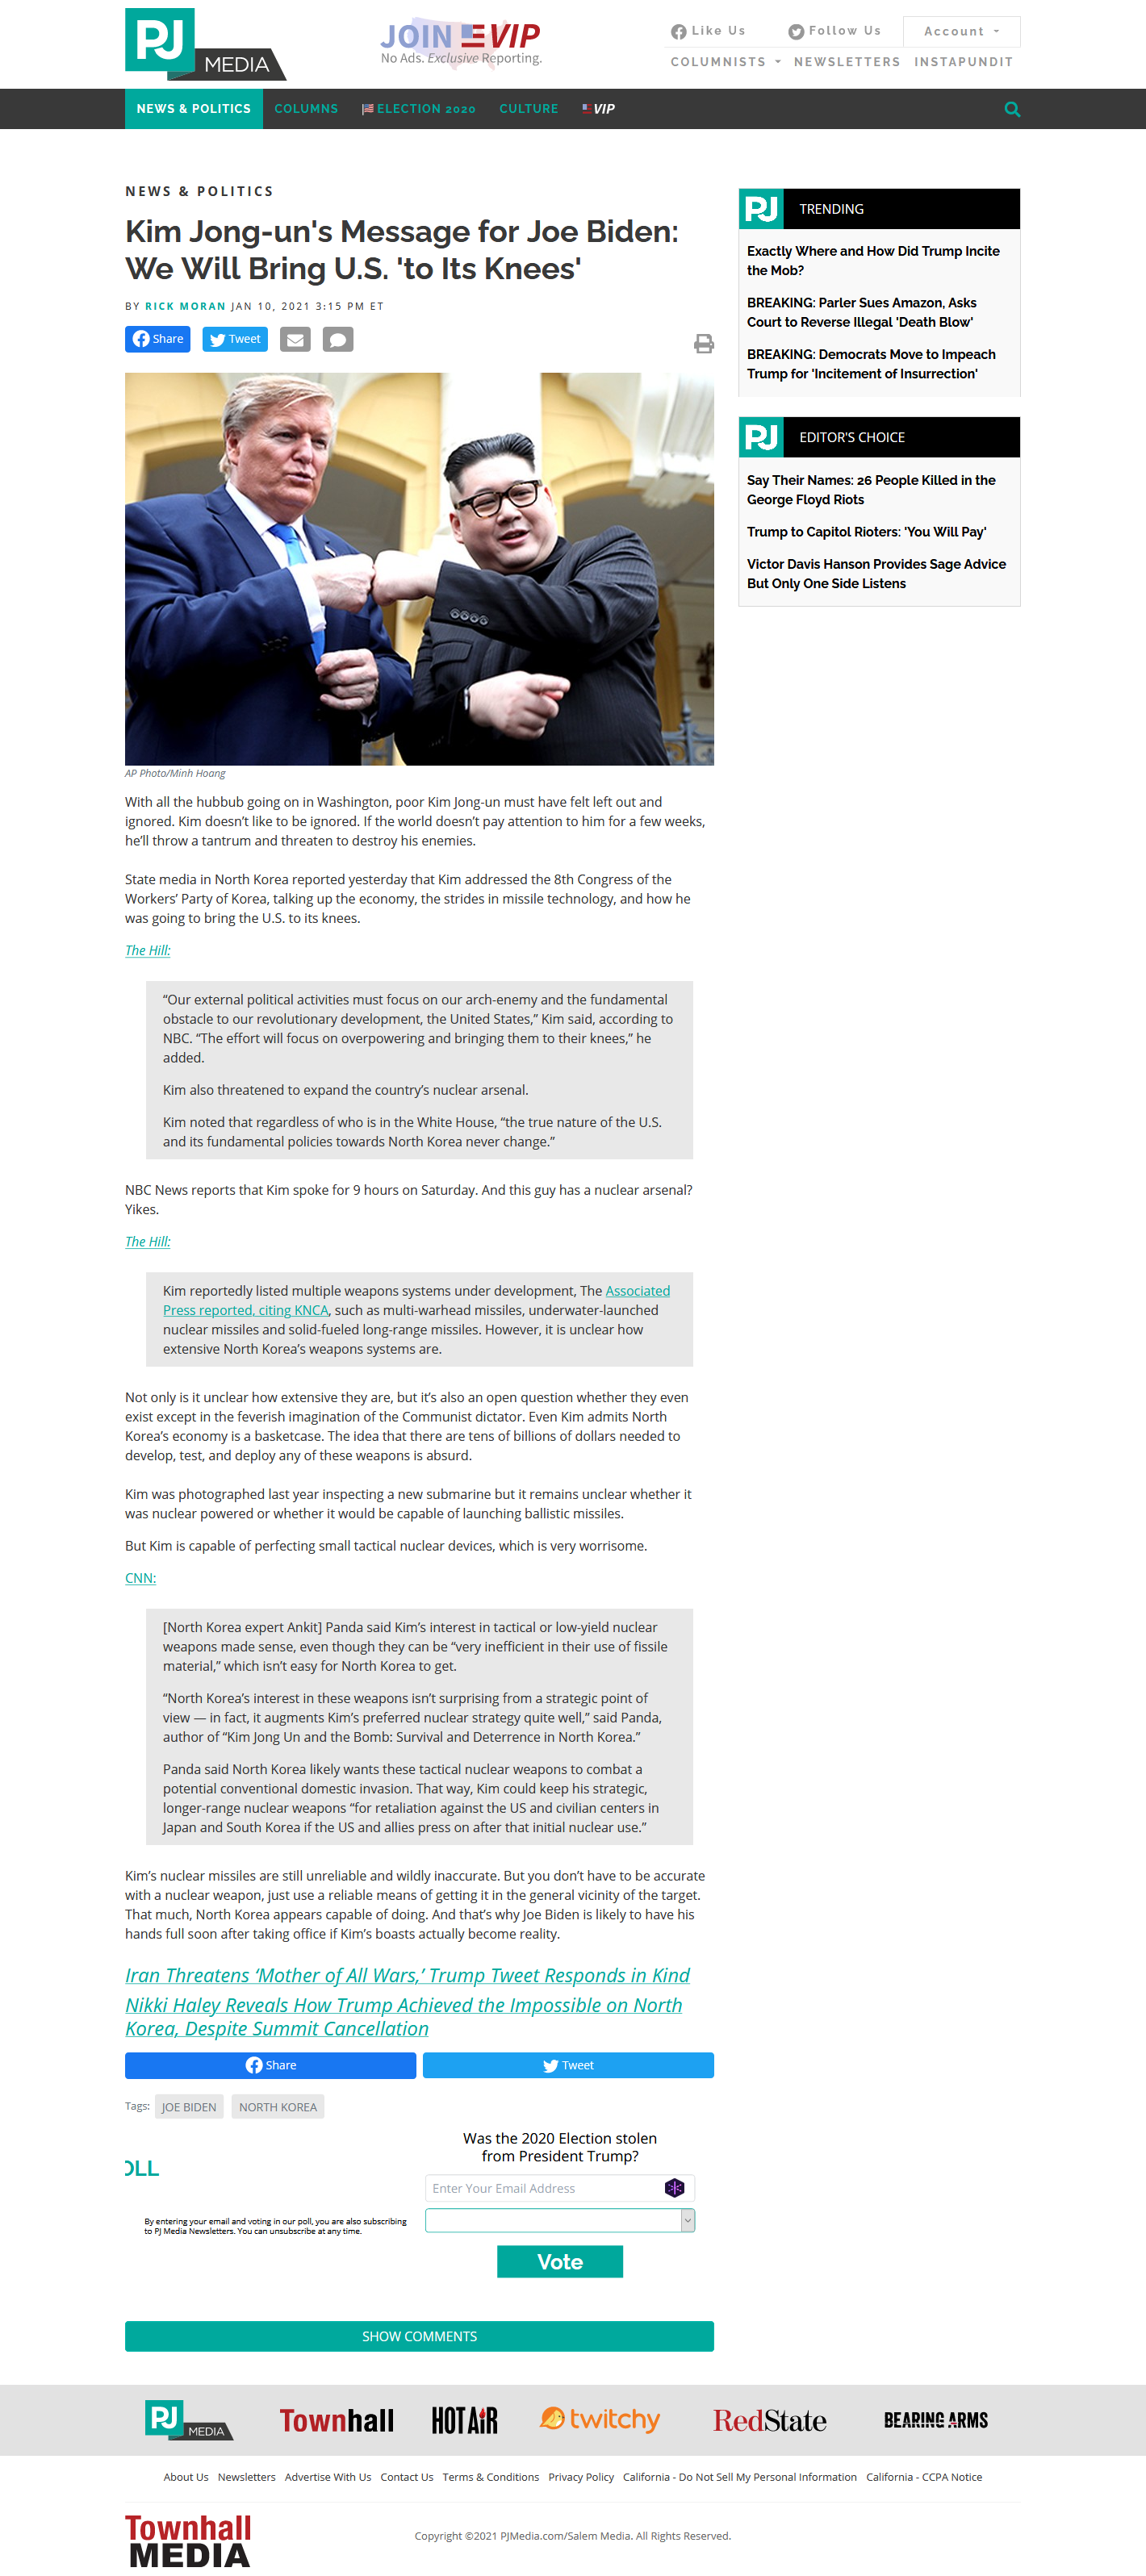 PJ MEDIA
JOIN VIP
No Ads. Exclusive Reporting.
Like Us
Follow Us
Account
COLUMNISTS
NEWSLETTERS
INSTAPUNDIT
NEWS & POLITICS
COLUMNS
ELECTION 2020
CULTURE
VIP
NEWS & POLITICS
Kim Jong-un's Message for Joe Biden:
We Will Bring U.S. 'to Its Knees'
BY RICK MORAN JAN 10, 2021 3:15 PM ET
Share
Tweet
AP Photo/Minh Hoang
With all the hubbub going on in Washington, poor Kim Jong-un must have felt left out and
ignored. Kim doesn’t like to be ignored. If the world doesn’t pay attention to him for a few weeks,
he’ll throw a tantrum and threaten to destroy his enemies.
State media in North Korea reported yesterday that Kim addressed the 8th Congress of the
Workers’ Party of Korea, talking up the economy, the strides in missile technology, and how he
was going to bring the U.S. to its knees.
The Hill:
“Our external political activities must focus on our arch-enemy and the fundamental
obstacle to our revolutionary development, the United States,” Kim said, according to
NBC. “The effort will focus on overpowering and bringing them to their knees,” he
added.
Kim also threatened to expand the country’s nuclear arsenal.
Kim noted that regardless of who is in the White House, “the true nature of the U.S.
and its fundamental policies towards North Korea never change.”
NBC News reports that Kim spoke for 9 hours on Saturday. And this guy has a nuclear arsenal?
Yikes.
The Hill:
Kim reportedly listed multiple weapons systems under development, The Associated
Press reported, citing KNCA, such as multi-warhead missiles, underwater-launched
nuclear missiles and solid-fueled long-range missiles. However, it is unclear how
extensive North Korea’s weapons systems are.
Not only is it unclear how extensive they are, but it’s also an open question whether they even
exist except in the feverish imagination of the Communist dictator. Even Kim admits North
Korea’s economy is a basketcase. The idea that there are tens of billions of dollars needed to
develop, test, and deploy any of these weapons is absurd.
Kim was photographed last year inspecting a new submarine but it remains unclear whether it
was nuclear powered or whether it would be capable of launching ballistic missiles.
But Kim is capable of perfecting small tactical nuclear devices, which is very worrisome.
CNN:
[North Korea expert Ankit] Panda said Kim’s interest in tactical or low-yield nuclear
weapons made sense, even though they can be “very inefficient in their use of fissile
material,” which isn’t easy for North Korea to get.
“North Korea’s interest in these weapons isn’t surprising from a strategic point of
view — in fact, it augments Kim’s preferred nuclear strategy quite well,” said Panda,
author of “Kim Jong Un and the Bomb: Survival and Deterrence in North Korea.”
Panda said North Korea likely wants these tactical nuclear weapons to combat a
potential conventional domestic invasion. That way, Kim could keep his strategic,
longer-range nuclear weapons “for retaliation against the US and civilian centers in
Japan and South Korea if the US and allies press on after that initial nuclear use.”
Kim’s nuclear missiles are still unreliable and wildly inaccurate. But you don’t have to be accurate
with a nuclear weapon, just use a reliable means of getting it in the general vicinity of the target.
That much, North Korea appears capable of doing. And that’s why Joe Biden is likely to have his
hands full soon after taking office if Kim’s boasts actually become reality.
Iran Threatens ‘Mother of All Wars,’ Trump Tweet Responds in Kind
Nikki Haley Reveals How Trump Achieved the Impossible on North
Korea, Despite Summit Cancellation
Share
Tweet
Tags: JOE BIDEN NORTH KOREA
OLL
By entering your email and voting in our poll, you are also subscribing
to PJ Media Newsletters. You can unsubscribe at any time.
Was the 2020 Election stolen
from President Trump?
Enter Your Email Address
Vote
SHOW COMMENTS
TRENDING
Exactly Where and How Did Trump Incite
the Mob?
BREAKING: Parler Sues Amazon, Asks
Court to Reverse Illegal 'Death Blow'
BREAKING: Democrats Move to Impeach
Trump for 'Incitement of Insurrection'
EDITOR'S CHOICE
Say Their Names: 26 People Killed in the
George Floyd Riots
Trump to Capitol Rioters: 'You Will Pay'
Victor Davis Hanson Provides Sage Advice
But Only One Side Listens
PJ MEDIA
Townhall
HOT AIR
twitchy
RedState
BEARING ARMS
About Us Newsletters Advertise With Us Contact Us Terms & Conditions Privacy Policy California - Do Not Sell My Personal Information California - CCPA Notice
Townhall
MEDIA
Copyright ©2021 PJMedia.com/Salem Media. All Rights Reserved.